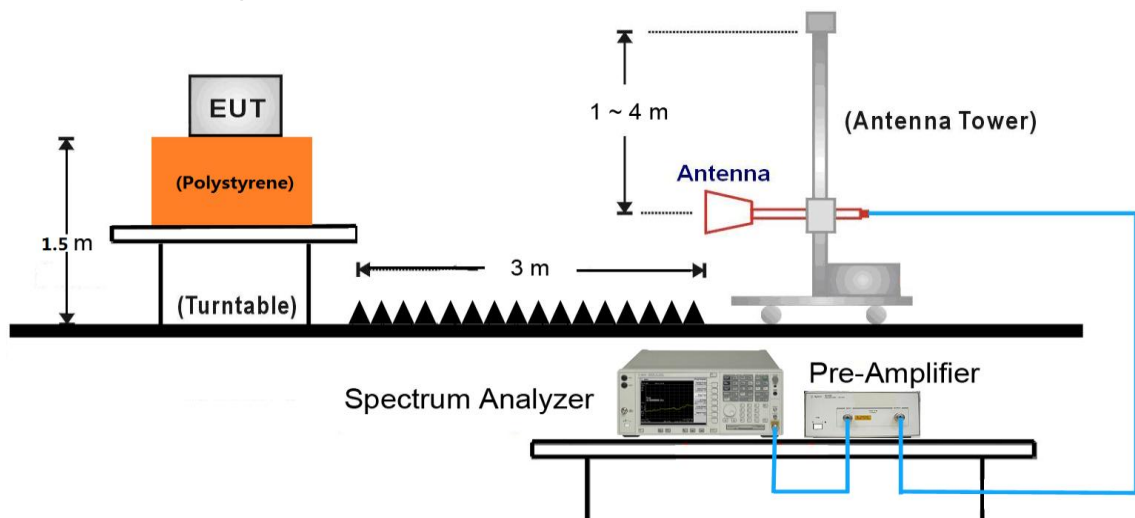 EUT
(Polystyrene)
1.5 m
(Turntable)
3 m
1 ~ 4 m
Antenna
(Antenna Tower)
Spectrum Analyzer
Pre-Amplifier